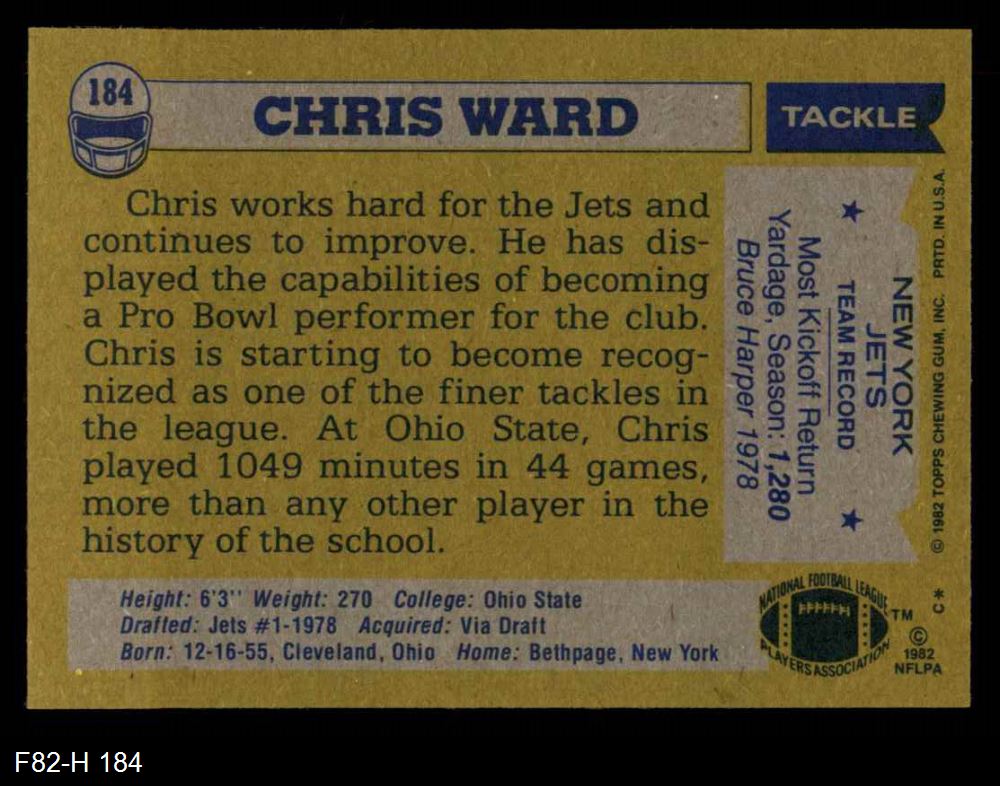 184
CHRIS WARD
TACKLE
Chris works hard for the Jets and
continues to improve. He has dis-
played the capabilities of becoming
a Pro Bowl performer for the club.
Chris is starting to become recog-
nized as one of the finer tackles in
the league. At Ohio State, Chris
played 1049 minutes in 44 games,
more than any other player in the
history of the school.
NEW YORK
JETS
★ TEAM RECORD ★
Most Kickoff Return
Yardage, Season: 1,280
Bruce Harper 1978
© 1982 TOPPS CHEWING GUM, INC. PRTD. IN U.S.A.
Height: 6'3" Weight: 270 College: Ohio State
Drafted: Jets #1-1978 Acquired: Via Draft
Born: 12-16-55, Cleveland, Ohio Home: Bethpage, New York
NATIONAL FOOTBALL LEAGUE
PLAYERS ASSOCIATION
TM
C*
©
1982
NFLPA
F82-H 184